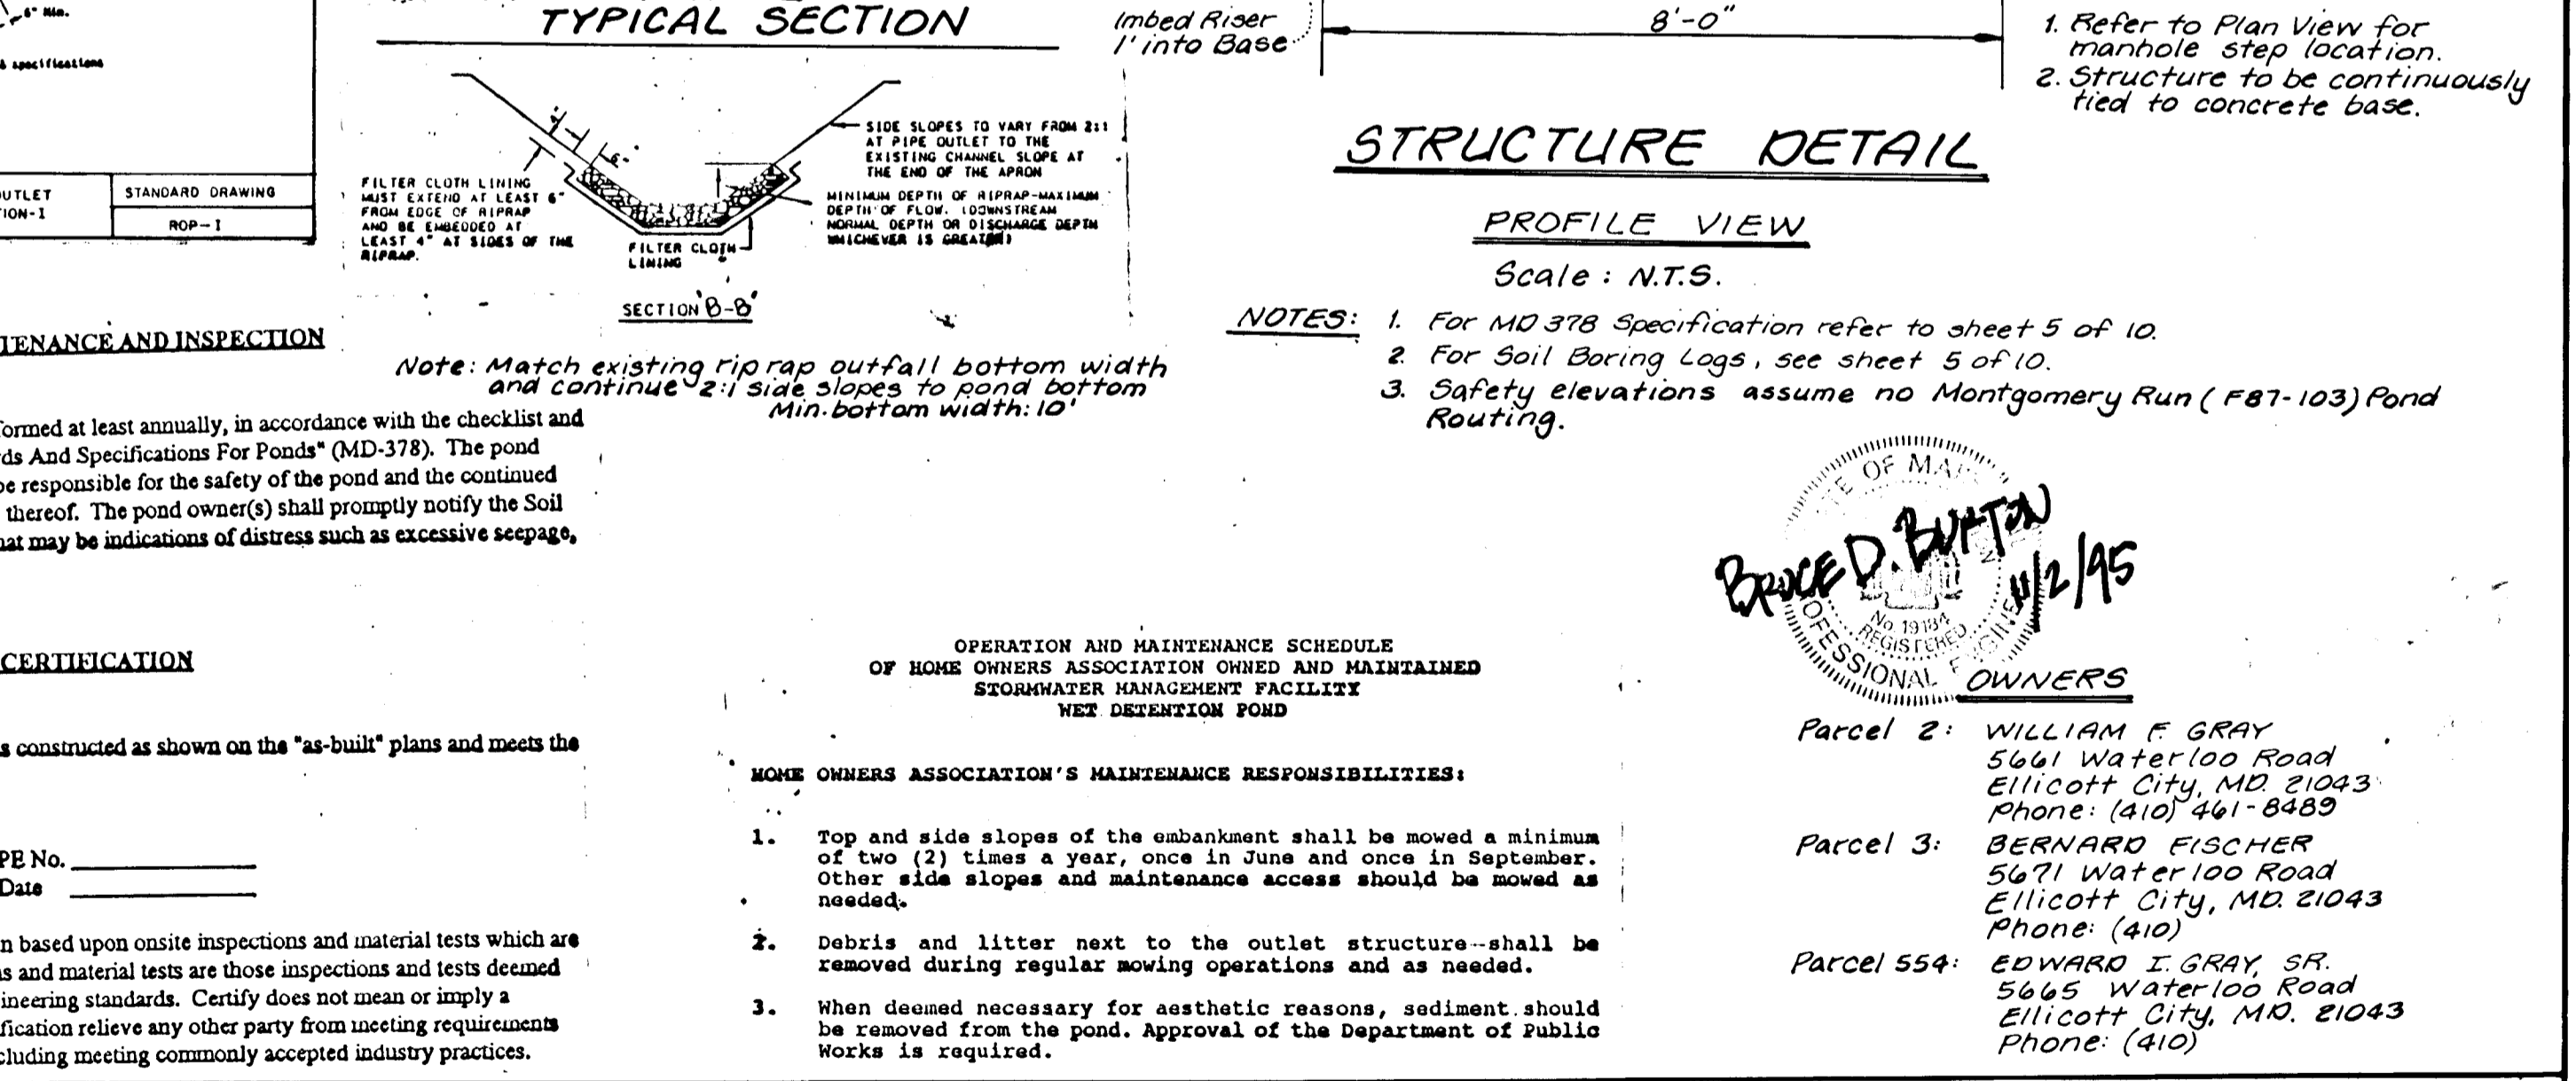 6" Min.
& specifications
OUTLET
TION-1
STANDARD DRAWING
ROP-1
TYPICAL SECTION
FILTER CLOTH LINING
MUST EXTEND AT LEAST 6"
FROM EDGE OF RIPRAP
AND BE EMBEDDED AT
LEAST 4" AT SIDES OF THE
RIPRAP.
SIDE SLOPES TO VARY FROM 2:1
AT PIPE OUTLET TO THE
EXISTING CHANNEL SLOPE AT
THE END OF THE APRON
MINIMUM DEPTH OF RIPRAP-MAXIMUM
DEPTH OF FLOW. (DOWNSTREAM
NORMAL DEPTH OR DISCHARGE DEPTH
WHICHEVER IS GREATER)
FILTER CLOTH
LINING
SECTION 'B-B'
Note: Match existing rip rap outfall bottom width
and continue 2:1 side slopes to pond bottom
Min. bottom width: 10'
Imbed Riser
1' into Base
8'-0"
1. Refer to Plan View for
manhole step location.
2. Structure to be continuously
tied to concrete base.
STRUCTURE DETAIL
PROFILE VIEW
Scale: N.T.S.
NOTES: 1. For MD 378 Specification refer to sheet 5 of 10.
2. For Soil Boring Logs, see sheet 5 of 10.
3. Safety elevations assume no Montgomery Run (F87-103) Pond
Routing.
TENANCE AND INSPECTION
formed at least annually, in accordance with the checklist and
rds And Specifications For Ponds" (MD-378). The pond
be responsible for the safety of the pond and the continued
thereof. The pond owner(s) shall promptly notify the Soil
hat may be indications of distress such as excessive seepage,
CERTIFICATION
s constructed as shown on the "as-built" plans and meets the
PE No.
Date
n based upon onsite inspections and material tests which are
s and material tests are those inspections and tests deemed
gineering standards. Certify does not mean or imply a
ification relieve any other party from meeting requirements
cluding meeting commonly accepted industry practices.
OPERATION AND MAINTENANCE SCHEDULE
OF HOME OWNERS ASSOCIATION OWNED AND MAINTAINED
STORMWATER MANAGEMENT FACILITY
WET DETENTION POND
HOME OWNERS ASSOCIATION'S MAINTENANCE RESPONSIBILITIES:
1. Top and side slopes of the embankment shall be mowed a minimum
of two (2) times a year, once in June and once in September.
Other side slopes and maintenance access should be mowed as
needed.
2. Debris and litter next to the outlet structure shall be
removed during regular mowing operations and as needed.
3. When deemed necessary for aesthetic reasons, sediment should
be removed from the pond. Approval of the Department of Public
Works is required.
BRUCE D. BURTON
11/2/95
No. 19184
REGISTERED
OWNERS
Parcel 2: WILLIAM F. GRAY
5661 Waterloo Road
Ellicott City, MD. 21043
Phone: (410) 461-8489
Parcel 3: BERNARD FISCHER
5671 Waterloo Road
Ellicott City, MD. 21043
Phone: (410)
Parcel 554: EDWARD I. GRAY, SR.
5665 Waterloo Road
Ellicott City, MD. 21043
Phone: (410)